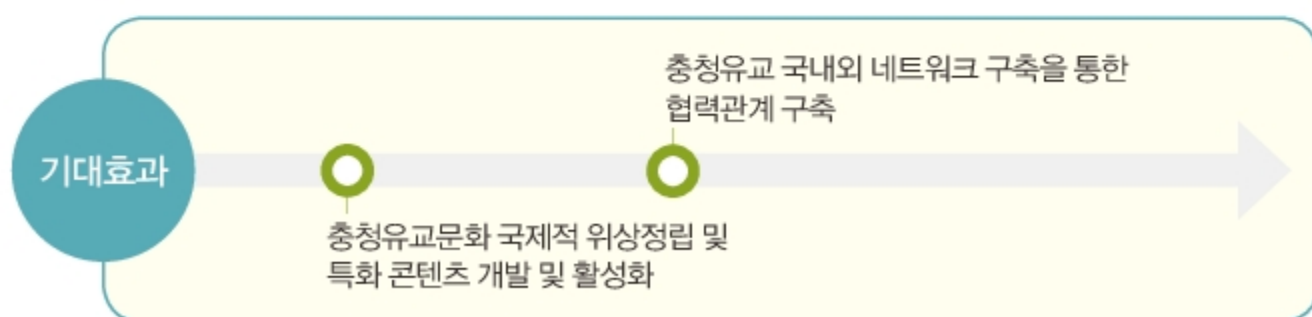 기대효과
충청유교문화 국제적 위상정립 및
특화 콘텐츠 개발 및 활성화
충청유교 국내외 네트워크 구축을 통한
협력관계 구축